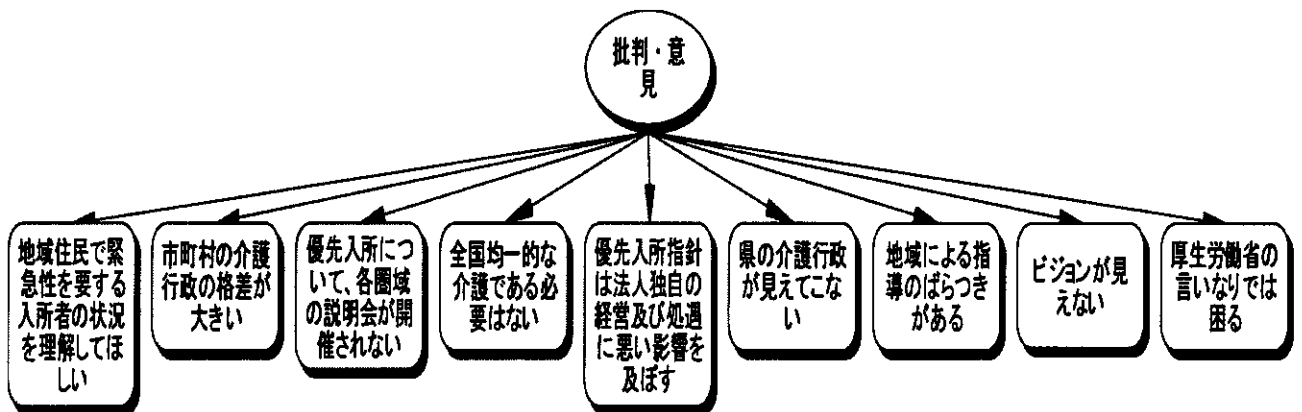 批判・意
見
地域住民で緊
急性を要する
入所者の状況
を理解してほ
しい
市町村の介護
行政の格差が
大きい
優先入所につ
いて、各圏域
の説明会が開
催されない
全国均一的な
介護である必
要はない
優先入所指針
は法人独自の
経営及び処遇
に悪い影響を
及ぼす
県の介護行政
が見えてこな
い
地域による指
導のばらつき
がある
ビジョンが見
えない
厚生労働省の
言いなりでは
困る